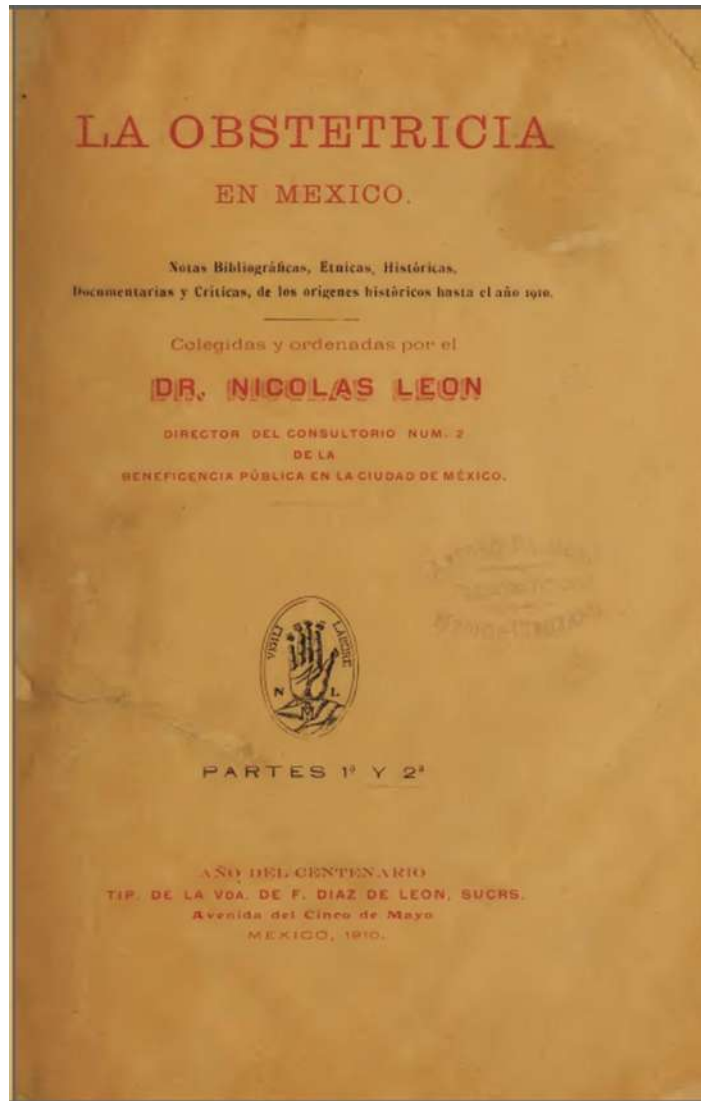 LA OBSTETRICIA
EN MEXICO.
Notas Bibliográficas, Etnicas, Históricas,
Documentarias y Críticas, de los orígenes históricos hasta el año 1910.
Colegidas y ordenadas por el
DR. NICOLAS LEON
DIRECTOR DEL CONSULTORIO NUM. 2
DE LA
BENEFICENCIA PÚBLICA EN LA CIUDAD DE MÉXICO.
VIGILI LABORE
N L
PARTES 1ª Y 2ª
AÑO DEL CENTENARIO
TIP. DE LA VDA. DE F. DIAZ DE LEON, SUCRS.
Avenida del Cinco de Mayo
MEXICO, 1910.